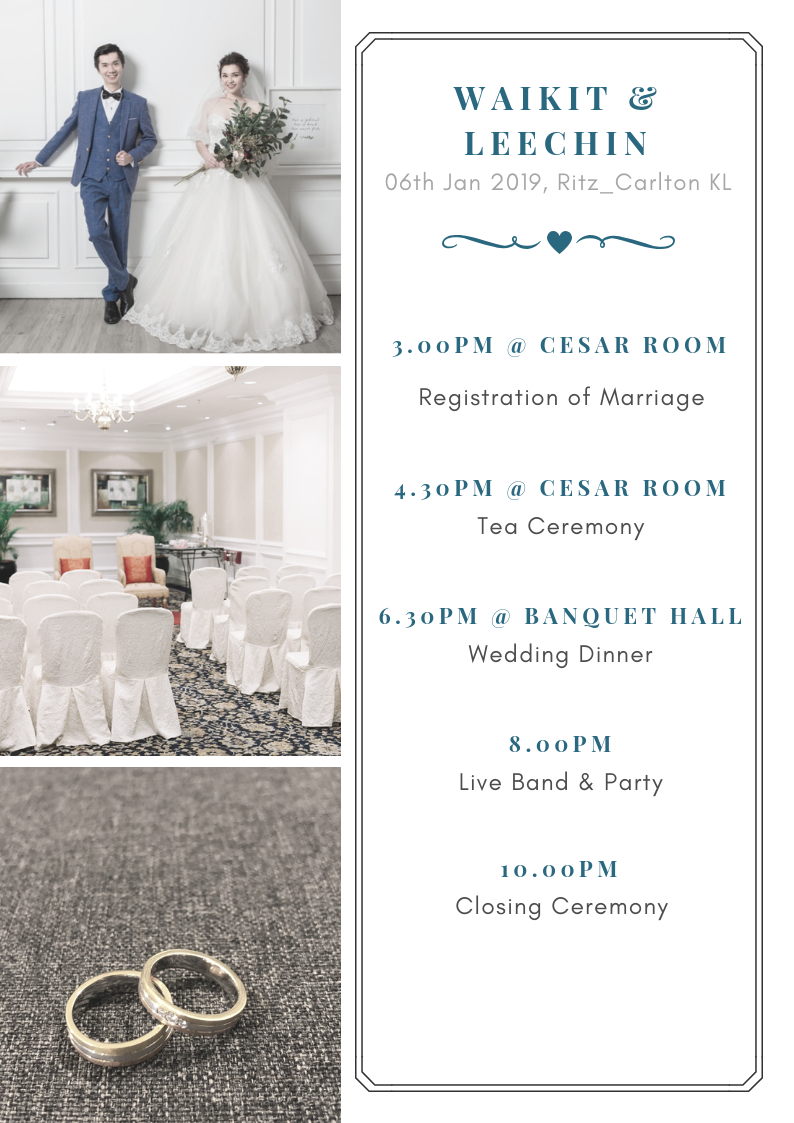 WAIKIT &
LEECHIN
06th Jan 2019, Ritz_Carlton KL
3.00PM @ CESAR ROOM
Registration of Marriage
4.30PM @ CESAR ROOM
Tea Ceremony
6.30PM @ BANQUET HALL
Wedding Dinner
8.00PM
Live Band & Party
10.00PM
Closing Ceremony